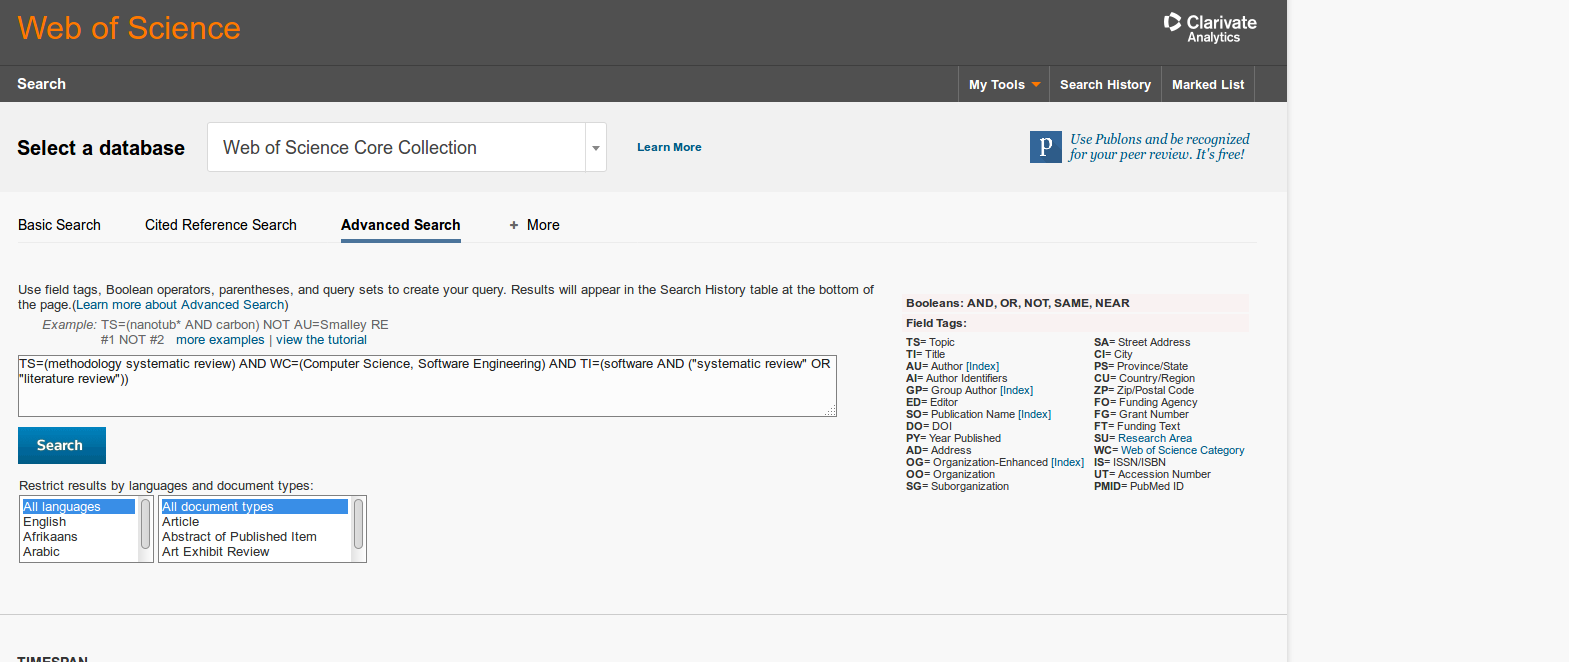 Web of Science
Clarivate
Analytics
Search
My Tools
Search History
Marked List
Select a database
Web of Science Core Collection
Learn More
p
Use Publons and be recognized
for your peer review. It's free!
Basic Search
Cited Reference Search
Advanced Search
+ More
Use field tags, Boolean operators, parentheses, and query sets to create your query. Results will appear in the Search History table at the bottom of
the page.(Learn more about Advanced Search)
Example: TS=(nanotub* AND carbon) NOT AU=Smalley RE
#1 NOT #2 more examples | view the tutorial
TS=(methodology systematic review) AND WC=(Computer Science, Software Engineering) AND TI=(software AND ("systematic review" OR
"literature review"))
Search
Restrict results by languages and document types:
All languages
English
Afrikaans
Arabic
All document types
Article
Abstract of Published Item
Art Exhibit Review
Booleans: AND, OR, NOT, SAME, NEAR
Field Tags:
TS= Topic
TI= Title
AU= Author [Index]
AI= Author Identifiers
GP= Group Author [Index]
ED= Editor
SO= Publication Name [Index]
DO= DOI
PY= Year Published
AD= Address
OG= Organization-Enhanced [Index]
OO= Organization
SG= Suborganization
SA= Street Address
CI= City
PS= Province/State
CU= Country/Region
ZP= Zip/Postal Code
FO= Funding Agency
FG= Grant Number
FT= Funding Text
SU= Research Area
WC= Web of Science Category
IS= ISSN/ISBN
UT= Accession Number
PMID= PubMed ID
TIMESPAN